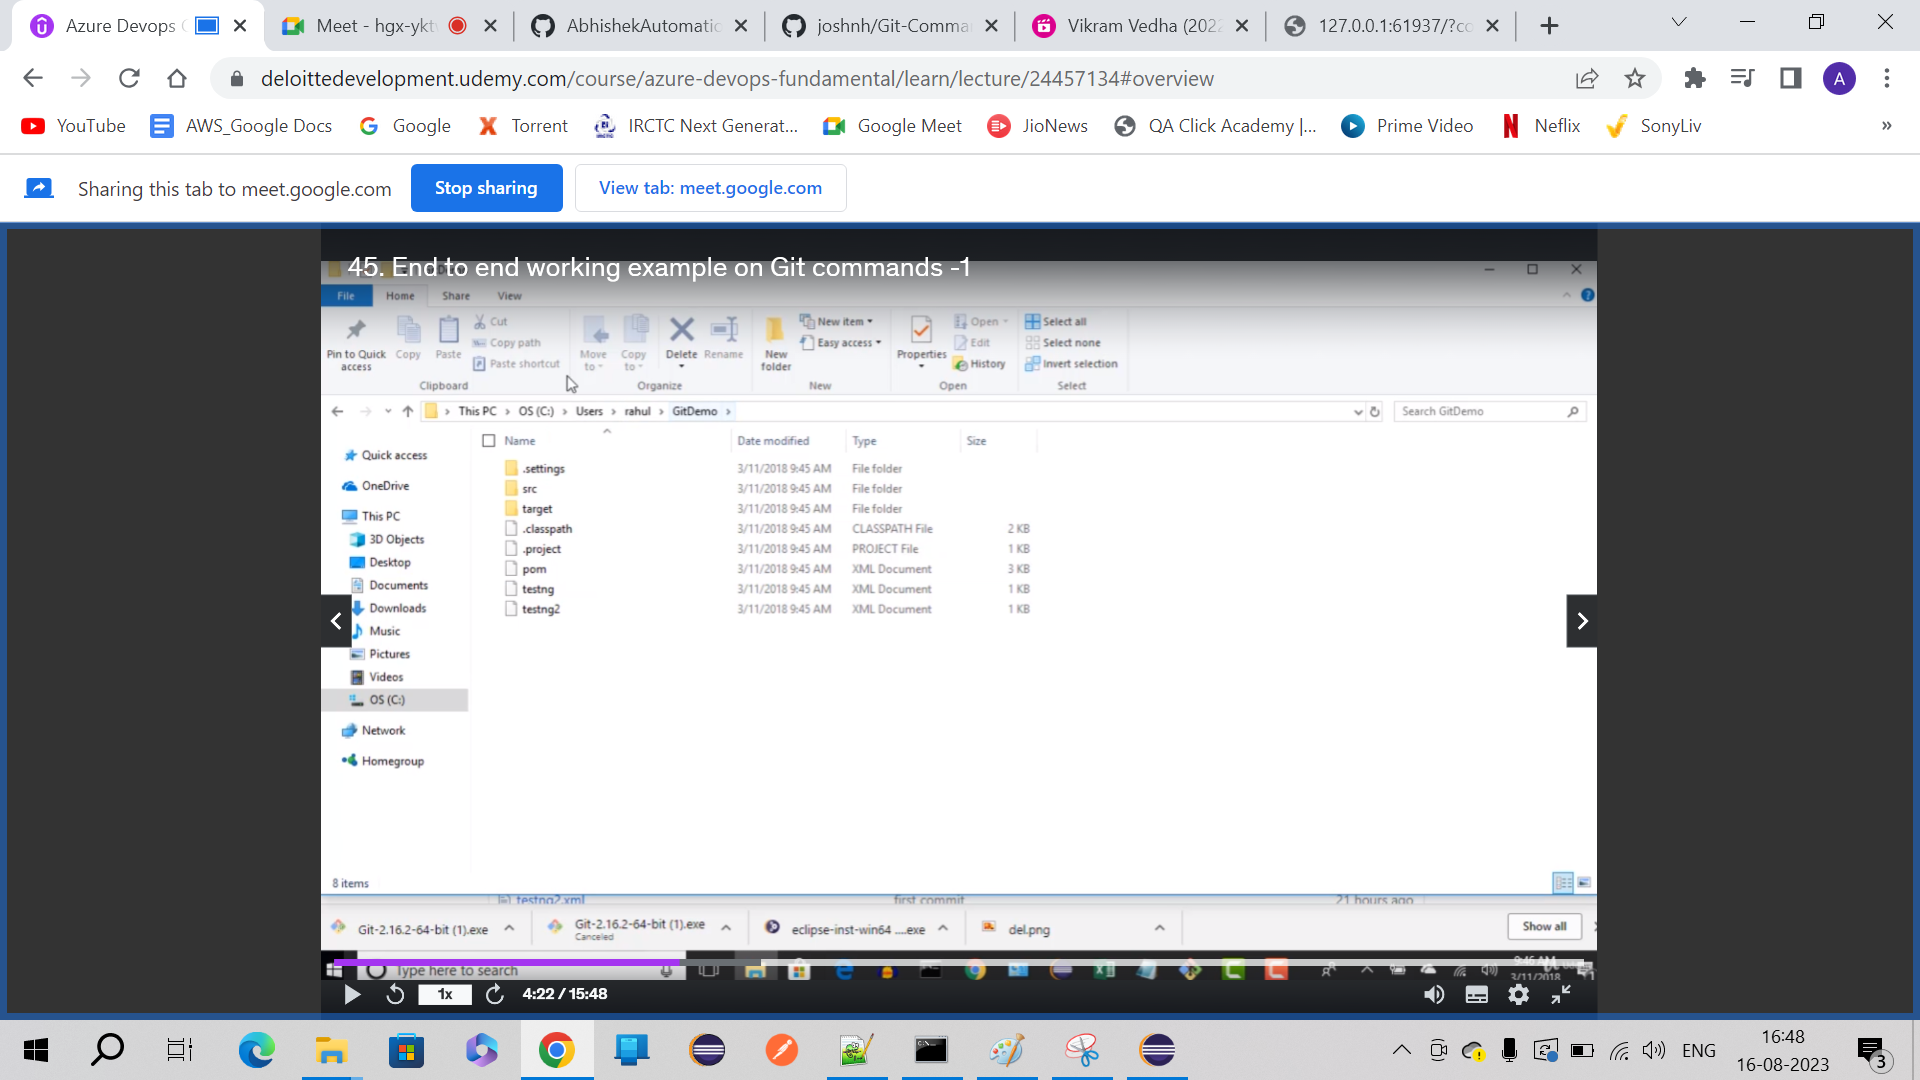 Azure Devops
Meet - hgx-ykt
AbhishekAutomatio
joshnh/Git-Comma
Vikram Vedha (2022
127.0.0.1:61937/?co
deloittedevelopment.udemy.com/course/azure-devops-fundamental/learn/lecture/24457134#overview
A
YouTube
AWS_Google Docs
Google
Torrent
IRCTC Next Generat...
Google Meet
JioNews
QA Click Academy |...
Prime Video
Neflix
SonyLiv
»
Sharing this tab to meet.google.com
Stop sharing
View tab: meet.google.com
45. End to end working example on Git commands -1
File
Home
Share
View
Pin to Quick access
Copy
Paste
Cut
Copy path
Paste shortcut
Move to
Copy to
Delete
Rename
New folder
New item
Easy access
Properties
Open
Edit
History
Select all
Select none
Invert selection
Clipboard
Organize
New
Open
Select
This PC > OS (C:) > Users > rahul > GitDemo >
Search GitDemo
Name
Date modified
Type
Size
.settings 3/11/2018 9:45 AM File folder
src 3/11/2018 9:45 AM File folder
target 3/11/2018 9:45 AM File folder
.classpath 3/11/2018 9:45 AM CLASSPATH File 2 KB
.project 3/11/2018 9:45 AM PROJECT File 1 KB
pom 3/11/2018 9:45 AM XML Document 3 KB
testng 3/11/2018 9:45 AM XML Document 1 KB
testng2 3/11/2018 9:45 AM XML Document 1 KB
Quick access
OneDrive
This PC
3D Objects
Desktop
Documents
Downloads
Music
Pictures
Videos
OS (C:)
Network
Homegroup
8 items
testng2.xml
first commit
21 hours ago
Git-2.16.2-64-bit (1).exe
Git-2.16.2-64-bit (1).exe
Canceled
eclipse-inst-win64 ....exe
del.png
Show all
Type here to search
3/11/2018
1x
4:22 / 15:48
ENG
16:48
16-08-2023
3